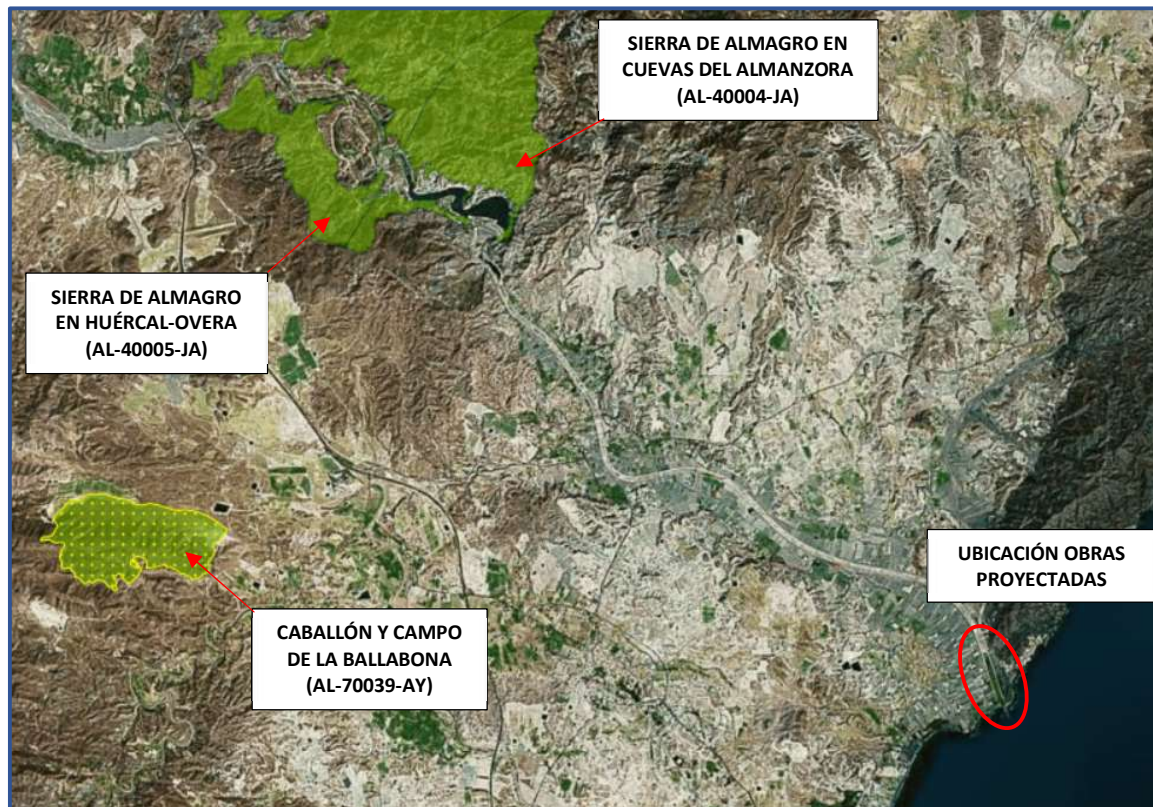 SIERRA DE ALMAGRO EN
CUEVAS DEL ALMANZORA
(AL-40004-JA)
SIERRA DE ALMAGRO
EN HUÉRCAL-OVERA
(AL-40005-JA)
UBICACIÓN OBRAS
PROYECTADAS
CABALLÓN Y CAMPO
DE LA BALLABONA
(AL-70039-AY)